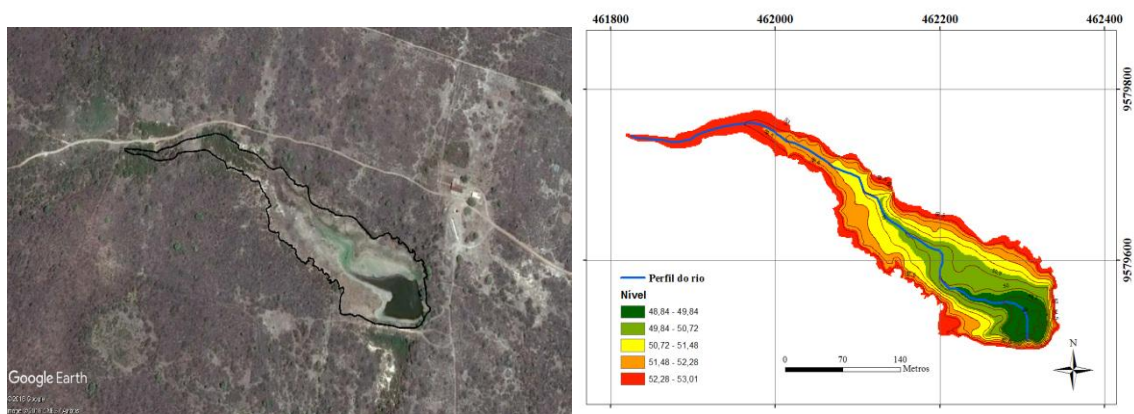 Google Earth
461800 462000 462200 462400
9579800
9579600
Perfil do rio
Nível
48,84 - 49,84
49,84 - 50,72
50,72 - 51,48
51,48 - 52,28
52,28 - 53,01
0 70 140
Metros
N